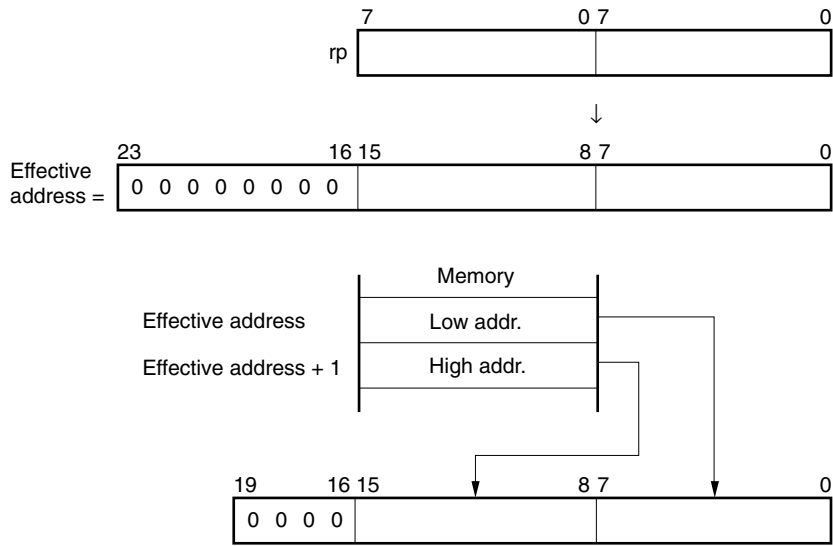 7 0 7 0
rp
↓
23 16 15 8 7 0
Effective
address =
0 0 0 0 0 0 0 0
Memory
Effective address Low addr.
Effective address + 1 High addr.
19 16 15 8 7 0
0 0 0 0